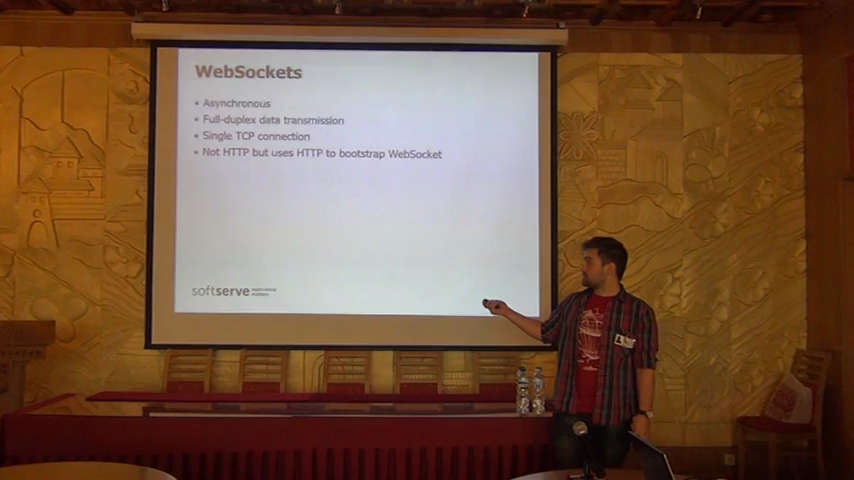 WebSockets
• Asynchronous
• Full-duplex data transmission
• Single TCP connection
• Not HTTP but uses HTTP to bootstrap WebSocket
softserve